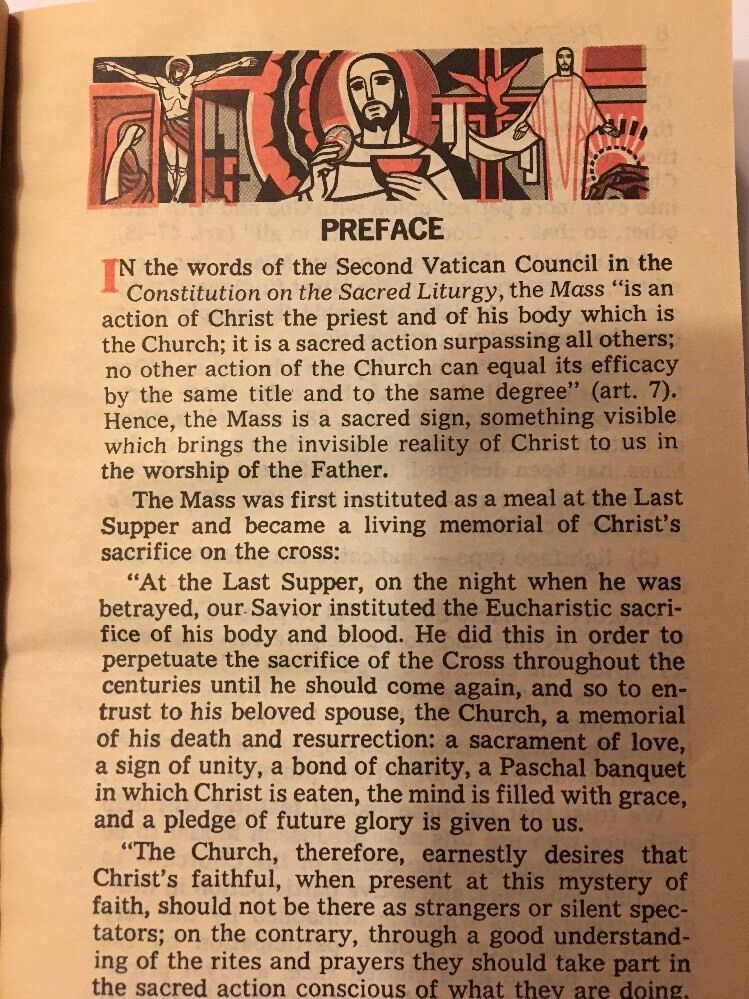 PREFACE
IN the words of the Second Vatican Council in the
Constitution on the Sacred Liturgy, the Mass “is an
action of Christ the priest and of his body which is
the Church; it is a sacred action surpassing all others;
no other action of the Church can equal its efficacy
by the same title and to the same degree” (art. 7).
Hence, the Mass is a sacred sign, something visible
which brings the invisible reality of Christ to us in
the worship of the Father.
The Mass was first instituted as a meal at the Last
Supper and became a living memorial of Christ’s
sacrifice on the cross:
“At the Last Supper, on the night when he was
betrayed, our Savior instituted the Eucharistic sacri-
fice of his body and blood. He did this in order to
perpetuate the sacrifice of the Cross throughout the
centuries until he should come again, and so to en-
trust to his beloved spouse, the Church, a memorial
of his death and resurrection: a sacrament of love,
a sign of unity, a bond of charity, a Paschal banquet
in which Christ is eaten, the mind is filled with grace,
and a pledge of future glory is given to us.
“The Church, therefore, earnestly desires that
Christ’s faithful, when present at this mystery of
faith, should not be there as strangers or silent spec-
tators; on the contrary, through a good understand-
ing of the rites and prayers they should take part in
the sacred action conscious of what they are doing,